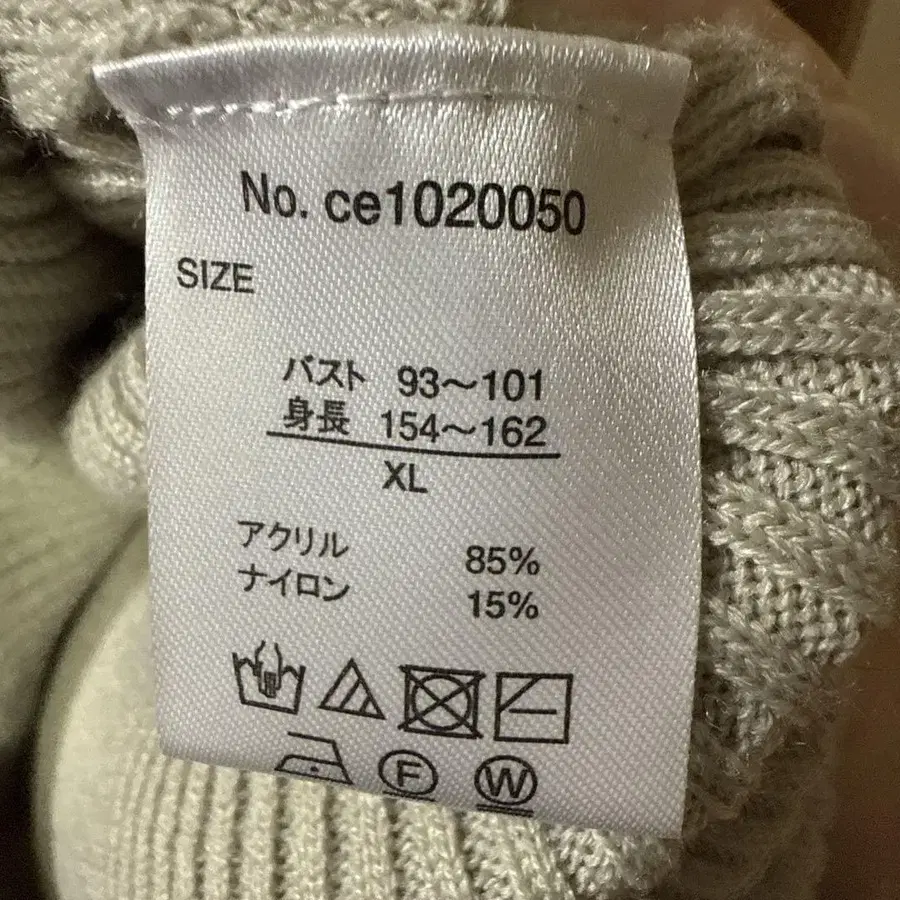 No. ce1020050
SIZE
バスト 93〜101
身長 154〜162
XL
アクリル 85%
ナイロン 15%
F
W